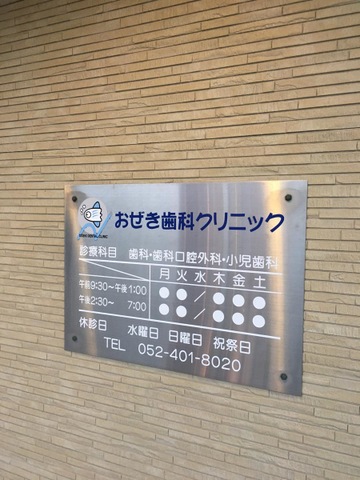 おぜき歯科クリニック
診療科目 歯科・歯科口腔外科・小児歯科
月 火 水 木 金 土
午前9:30~午後1:00 ● ● / ● ● ●
午後2:30~ 7:00 ● ● / ● ● ●
休診日 水曜日 日曜日 祝祭日
TEL 052-401-8020